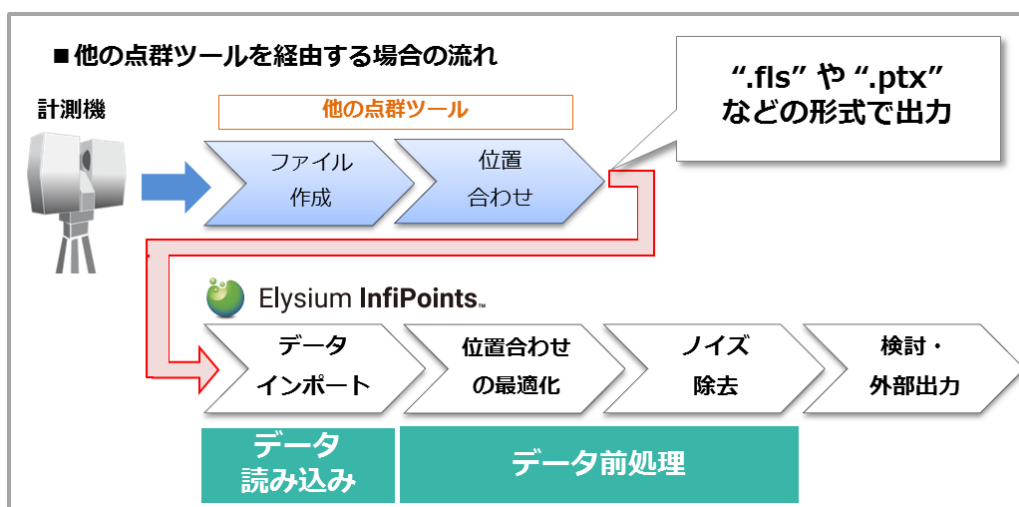 ■他の点群ツールを経由する場合の流れ
“.fls” や “.ptx”
などの形式で出力
計測機
他の点群ツール
ファイル
作成
位置
合わせ
Elysium InfiPoints™
データ
インポート
位置合わせ
の最適化
ノイズ
除去
検討・
外部出力
データ
読み込み
データ前処理